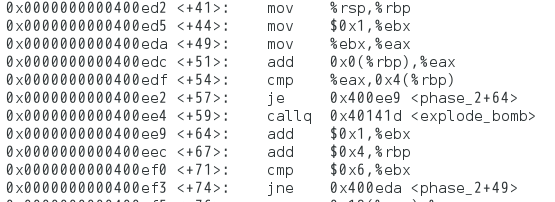 0x0000000000400ed2 <+41>: mov %rsp,%rbp
0x0000000000400ed5 <+44>: mov $0x1,%ebx
0x0000000000400eda <+49>: mov %ebx,%eax
0x0000000000400edc <+51>: add 0x0(%rbp),%eax
0x0000000000400edf <+54>: cmp %eax,0x4(%rbp)
0x0000000000400ee2 <+57>: je 0x400ee9 <phase_2+64>
0x0000000000400ee4 <+59>: callq 0x40141d <explode_bomb>
0x0000000000400ee9 <+64>: add $0x1,%ebx
0x0000000000400eec <+67>: add $0x4,%rbp
0x0000000000400ef0 <+71>: cmp $0x6,%ebx
0x0000000000400ef3 <+74>: jne 0x400eda <phase_2+49>